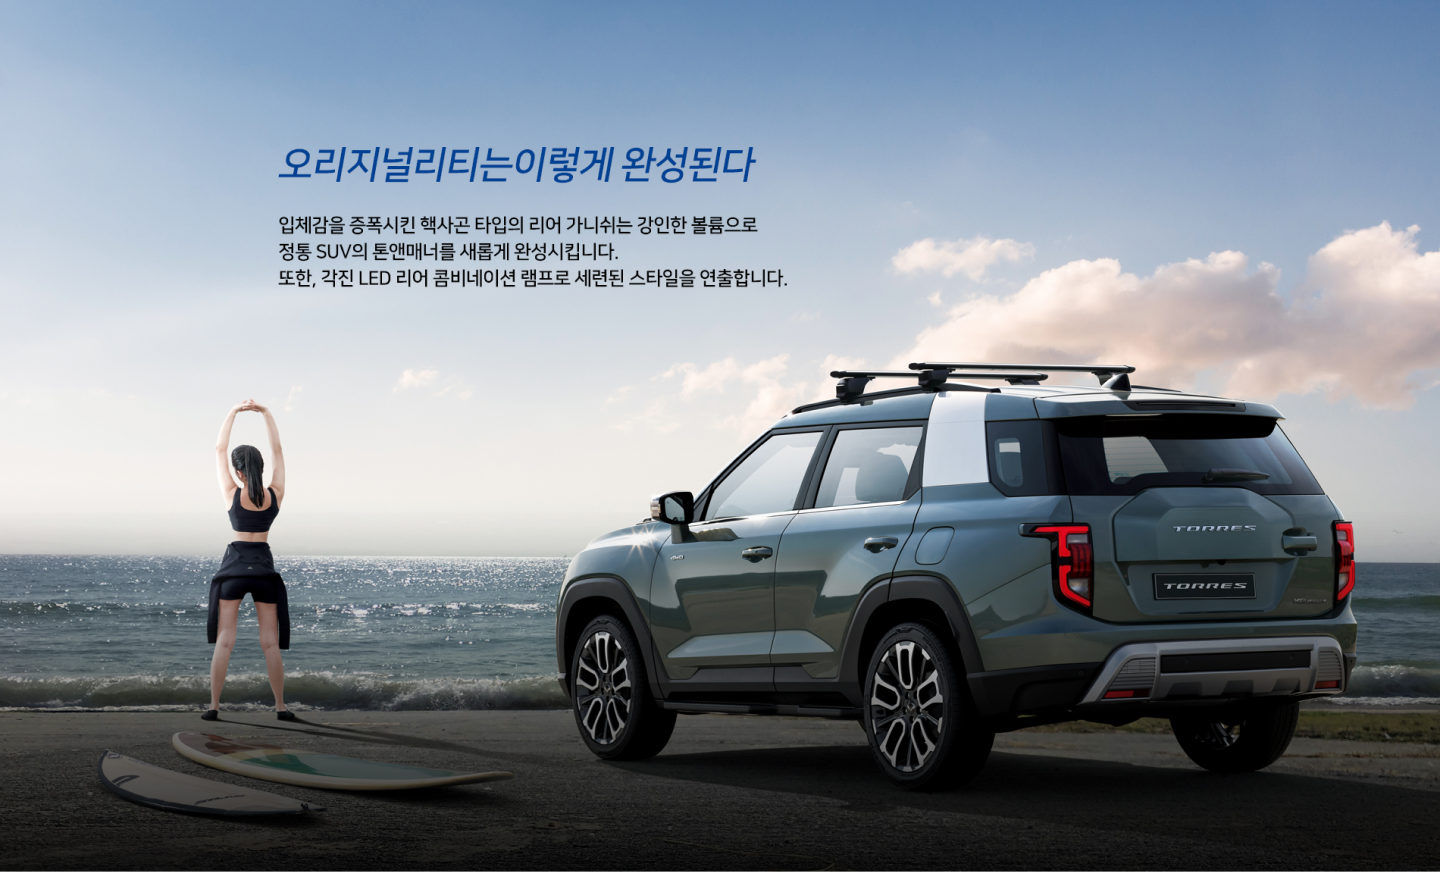 오리지널리티는이렇게 완성된다
입체감을 증폭시킨 핵사곤 타입의 리어 가니쉬는 강인한 볼륨으로
정통 SUV의 톤앤매너를 새롭게 완성시킵니다.
또한, 각진 LED 리어 콤비네이션 램프로 세련된 스타일을 연출합니다.
TORRES
4WD
TORRES